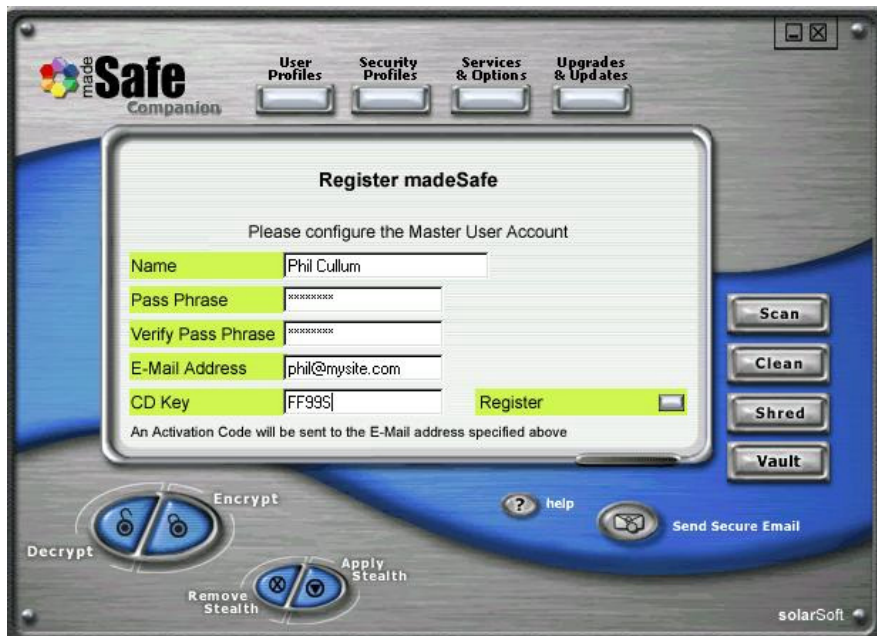 made Safe
Companion
User Profiles
Security Profiles
Services & Options
Upgrades & Updates
Register madeSafe
Please configure the Master User Account
Name Phil Cullum
Pass Phrase ********
Verify Pass Phrase ********
E-Mail Address phil@mysite.com
CD Key FF99S Register
An Activation Code will be sent to the E-Mail address specified above
Scan
Clean
Shred
Vault
Encrypt
Decrypt
? help
Send Secure Email
Apply Stealth
Remove Stealth
solarSoft